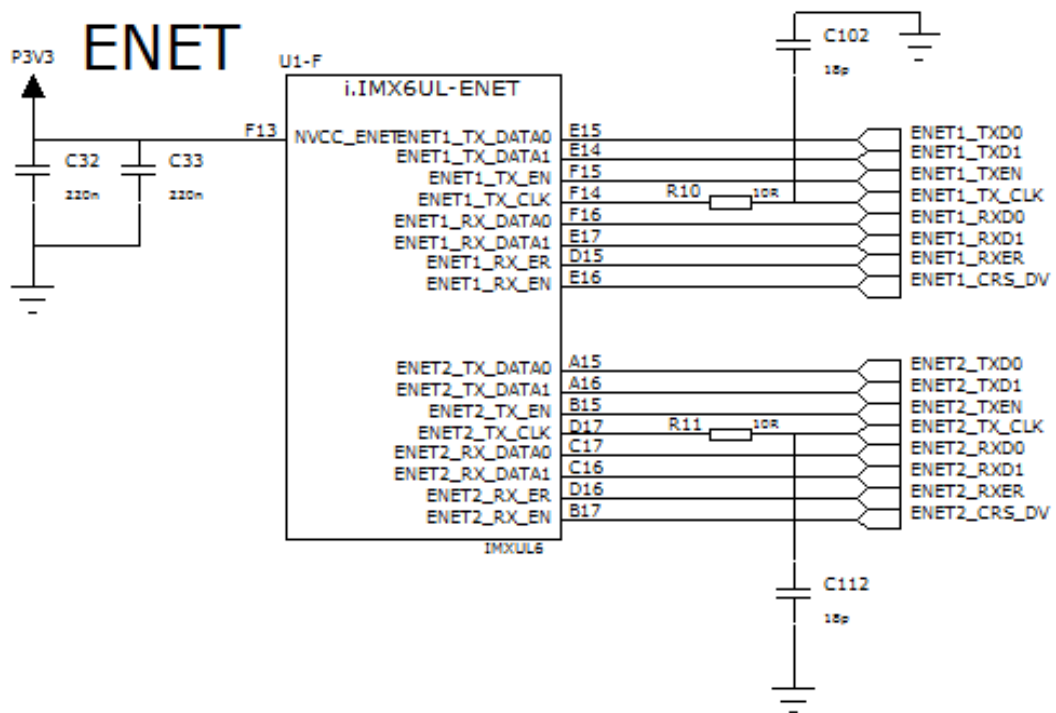 ENET
P3V3
U1-F
i.IMX6UL-ENET
C102
18p
F13
NVCC_ENET
C32
220n
C33
220n
ENET1_TX_DATA0 E15 ENET1_TXD0
ENET1_TX_DATA1 E14 ENET1_TXD1
ENET1_TX_EN F15 ENET1_TXEN
ENET1_TX_CLK F14 R10 10R ENET1_TX_CLK
ENET1_RX_DATA0 F16 ENET1_RXD0
ENET1_RX_DATA1 E17 ENET1_RXD1
ENET1_RX_ER D15 ENET1_RXER
ENET1_RX_EN E16 ENET1_CRS_DV
ENET2_TX_DATA0 A15 ENET2_TXD0
ENET2_TX_DATA1 A16 ENET2_TXD1
ENET2_TX_EN B15 ENET2_TXEN
ENET2_TX_CLK D17 R11 10R ENET2_TX_CLK
ENET2_RX_DATA0 C17 ENET2_RXD0
ENET2_RX_DATA1 C16 ENET2_RXD1
ENET2_RX_ER D16 ENET2_RXER
ENET2_RX_EN B17 ENET2_CRS_DV
IMXUL6
C112
18p